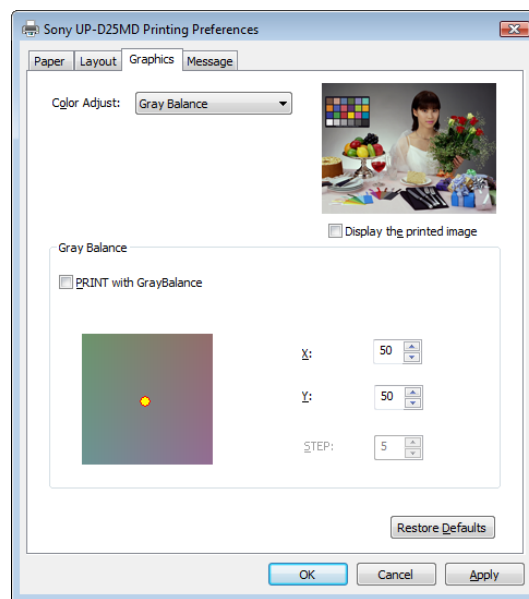 Sony UP-D25MD Printing Preferences
Paper Layout Graphics Message
Color Adjust: Gray Balance
Display the printed image
Gray Balance
PRINT with GrayBalance
X: 50
Y: 50
STEP: 5
Restore Defaults
OK Cancel Apply